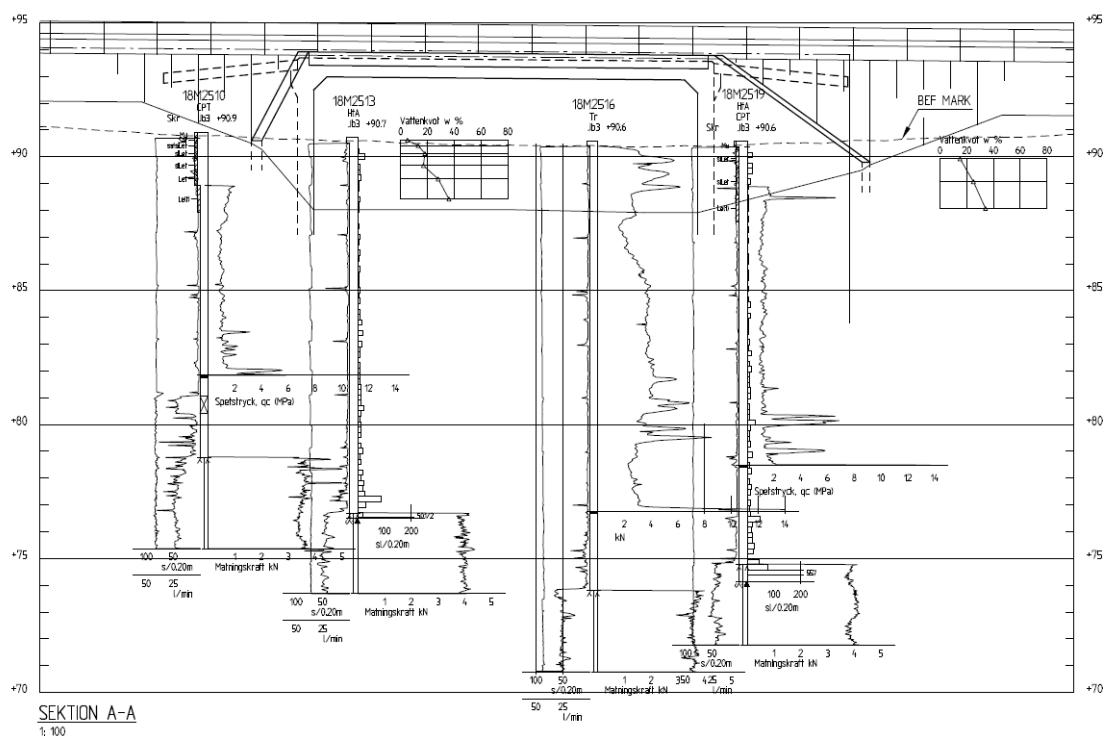 +95
+95
18M2510
CPT
Skr
Jb3 +90.9
18M2513
HfA
Jb3 +90.7
Vattenkvot w %
0 20 40 60 80
18M2516
Tr
Jb3 +90.6
18M2519
HfA
CPT
Skr
Jb3 +90.6
BEF MARK
Vattenkvot w %
0 20 40 60 80
+90
+90
siLet
Let
Mu
siLet
+85
+85
2 4 6 8 10 12 14
Spetstryck, qc (MPa)
+80
+80
2 4 6 8 10 12 14
Spetstryck, qc (MPa)
2 4 6 8 10 12 14
kN
100 200
sl/0.20m
+75
+75
100 50
s/0.20m
50 25
l/min
1 2 3 4 5
Matningskraft kN
100 200
sl/0.20m
100 50
s/0.20m
50 25
l/min
1 2 3 4 5
Matningskraft kN
100 50
s/0.20m
50 25
l/min
1 2 3 4 5
Matningskraft kN
100 50
s/0.20m
50 25
l/min
1 2 3 4 5
Matningskraft kN
+70
+70
SEKTION A-A
1: 100